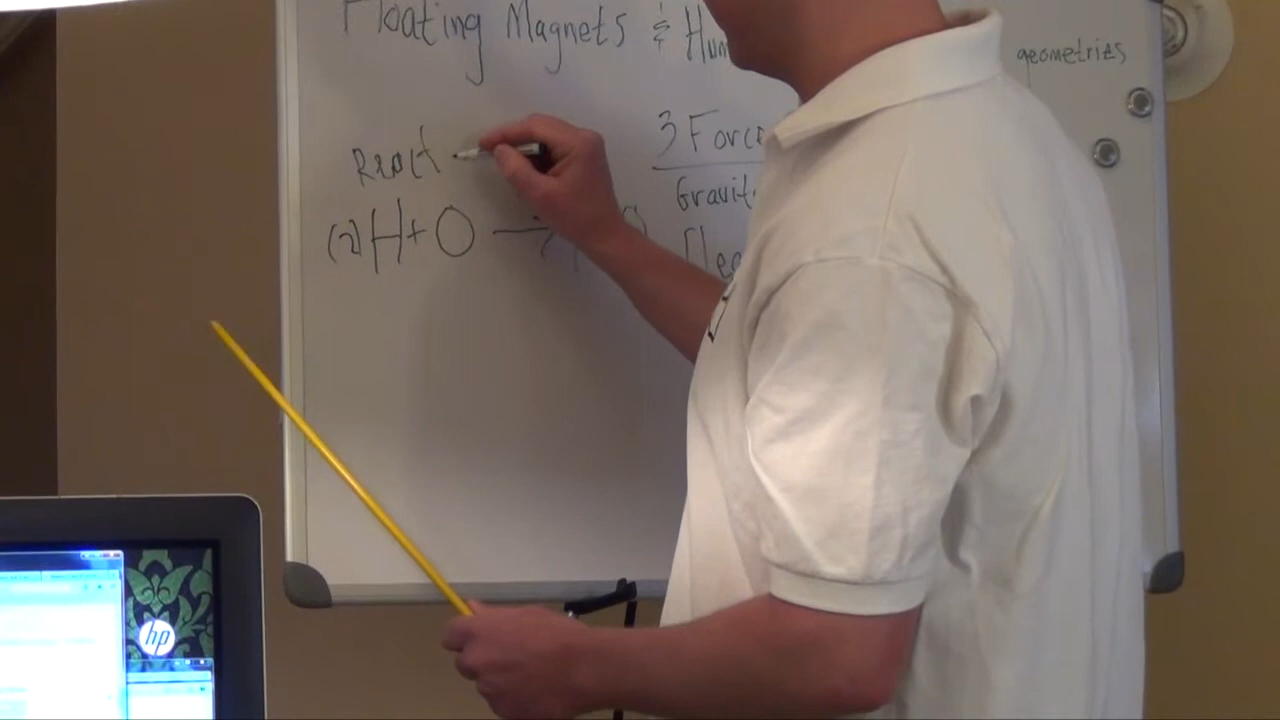 Floating Magnets & Hum
geometries
React
3 Force
Gravit
(2)H+O → O
Elec
hp